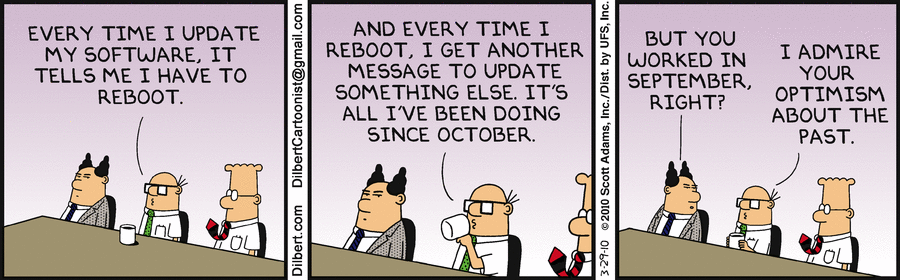 EVERY TIME I UPDATE
MY SOFTWARE, IT
TELLS ME I HAVE TO
REBOOT.
Dilbert.com DilbertCartoonist@gmail.com
AND EVERY TIME I
REBOOT, I GET ANOTHER
MESSAGE TO UPDATE
SOMETHING ELSE. IT'S
ALL I'VE BEEN DOING
SINCE OCTOBER.
3-29-10 ©2010 Scott Adams, Inc./Dist. by UFS, Inc.
BUT YOU
WORKED IN
SEPTEMBER,
RIGHT?
I ADMIRE
YOUR
OPTIMISM
ABOUT THE
PAST.